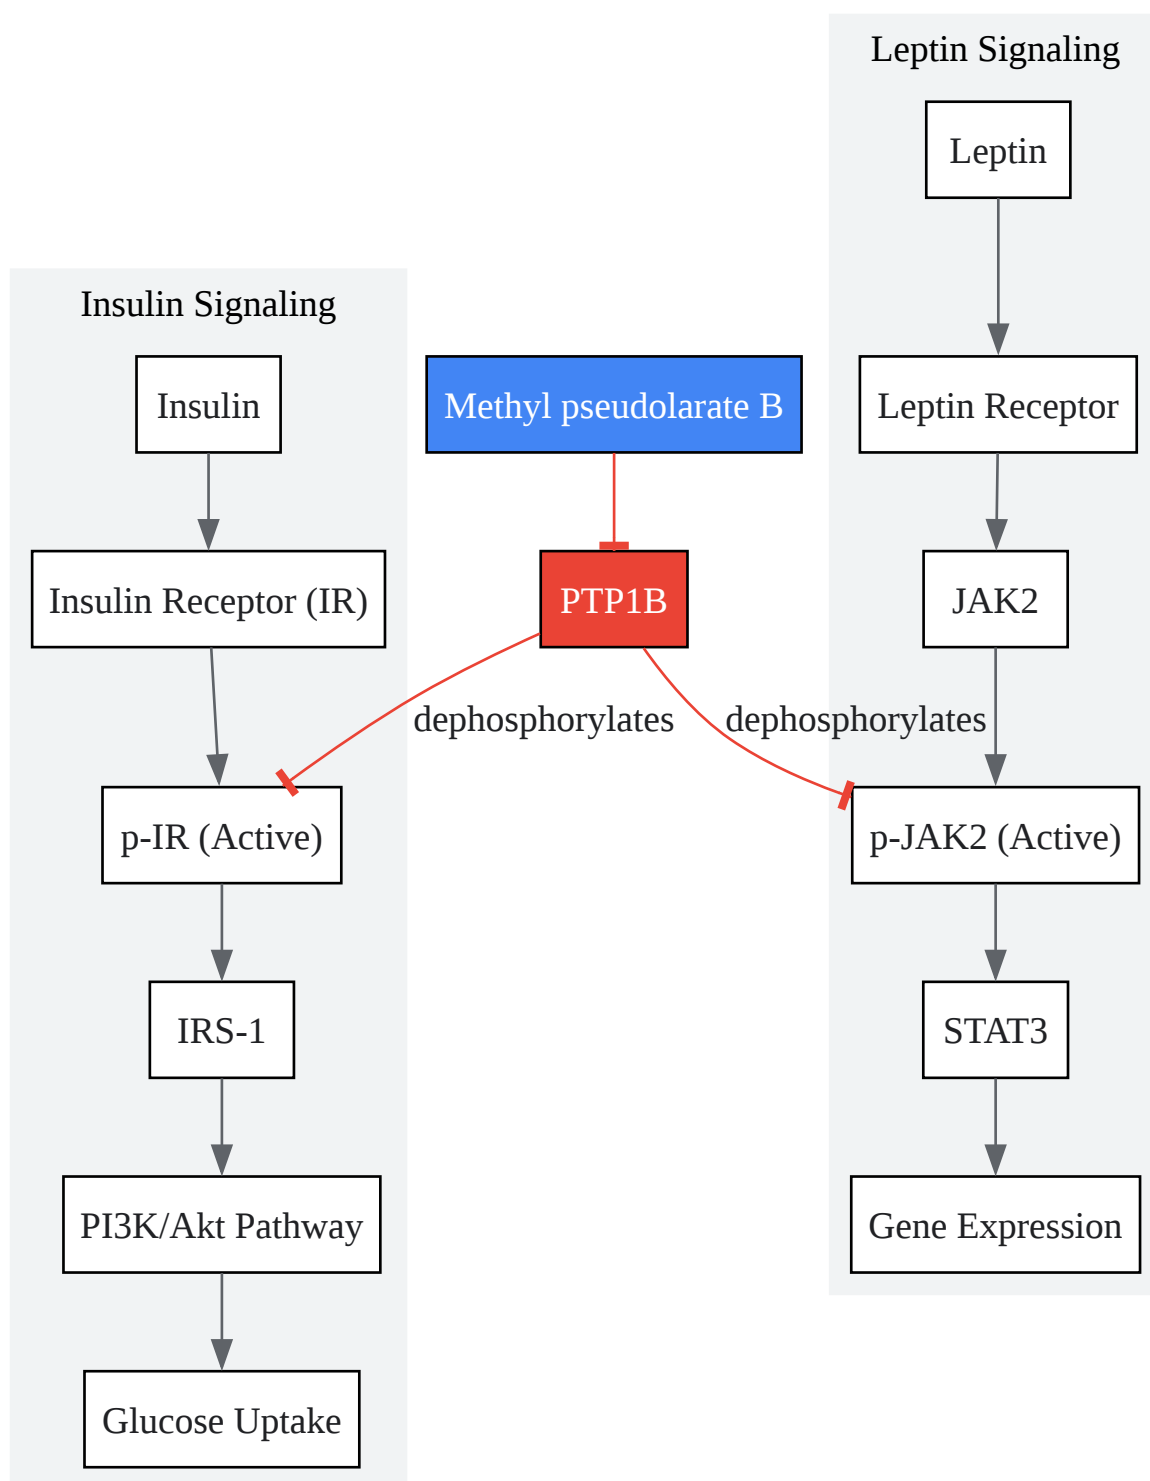 Leptin Signaling
Leptin
Insulin Signaling
Insulin
Methyl pseudolarate B
Leptin Receptor
Insulin Receptor (IR)
PTP1B
JAK2
dephosphorylates
dephosphorylates
p-IR (Active)
p-JAK2 (Active)
IRS-1
STAT3
PI3K/Akt Pathway
Gene Expression
Glucose Uptake